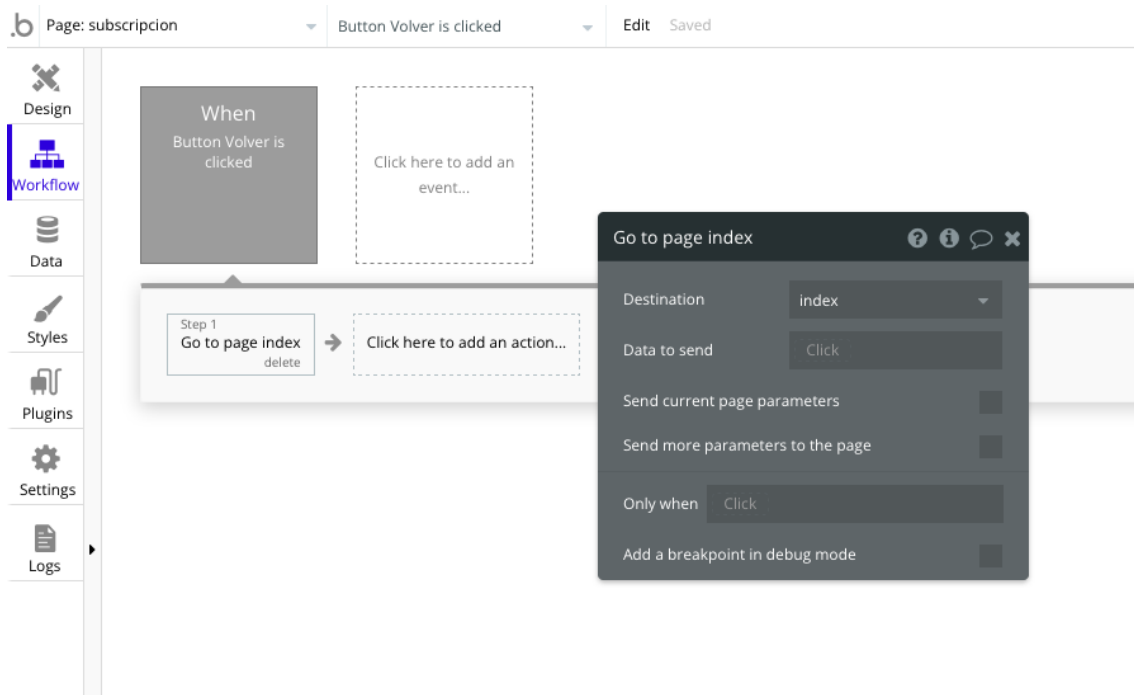 .b
Page: subscripcion
Button Volver is clicked
Edit
Saved
Design
Workflow
Data
Styles
Plugins
Settings
Logs
When
Button Volver is
clicked
Click here to add an
event...
Step 1
Go to page index
delete
Click here to add an action...
Go to page index
Destination
index
Data to send
Click
Send current page parameters
Send more parameters to the page
Only when
Click
Add a breakpoint in debug mode